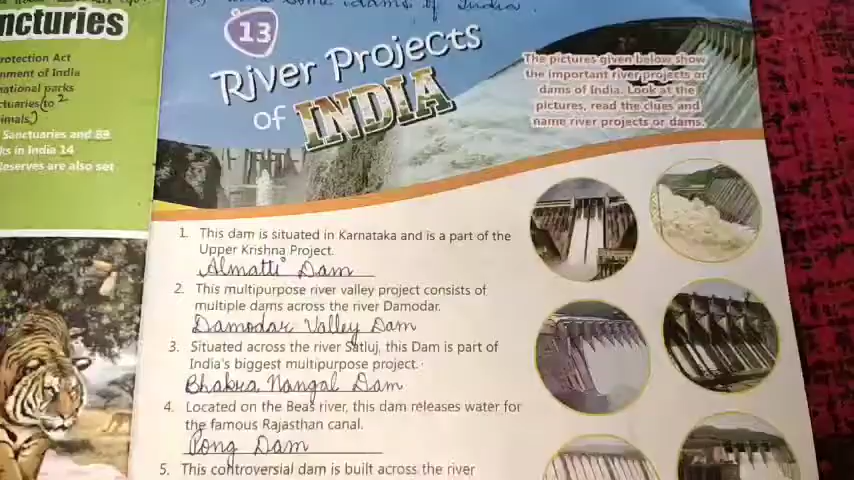 of India.
ncturies
rotection Act
nment of India
national parks
ctuaries(to 2
imals.)
Sanctuaries and 89
ks in India 14
eserves are also set
13
River Projects
of INDIA
The pictures given below show
the important river projects or
dams of India. Look at the
pictures, read the clues and
name river projects or dams.
1. This dam is situated in Karnataka and is a part of the
Upper Krishna Project.
Almatti Dam
2. This multipurpose river valley project consists of
multiple dams across the river Damodar.
Damodar Valley Dam
3. Situated across the river Satluj, this Dam is part of
India's biggest multipurpose project.
Bhakra Nangal Dam
4. Located on the Beas river, this dam releases water for
the famous Rajasthan canal.
Pong Dam
5. This controversial dam is built across the river